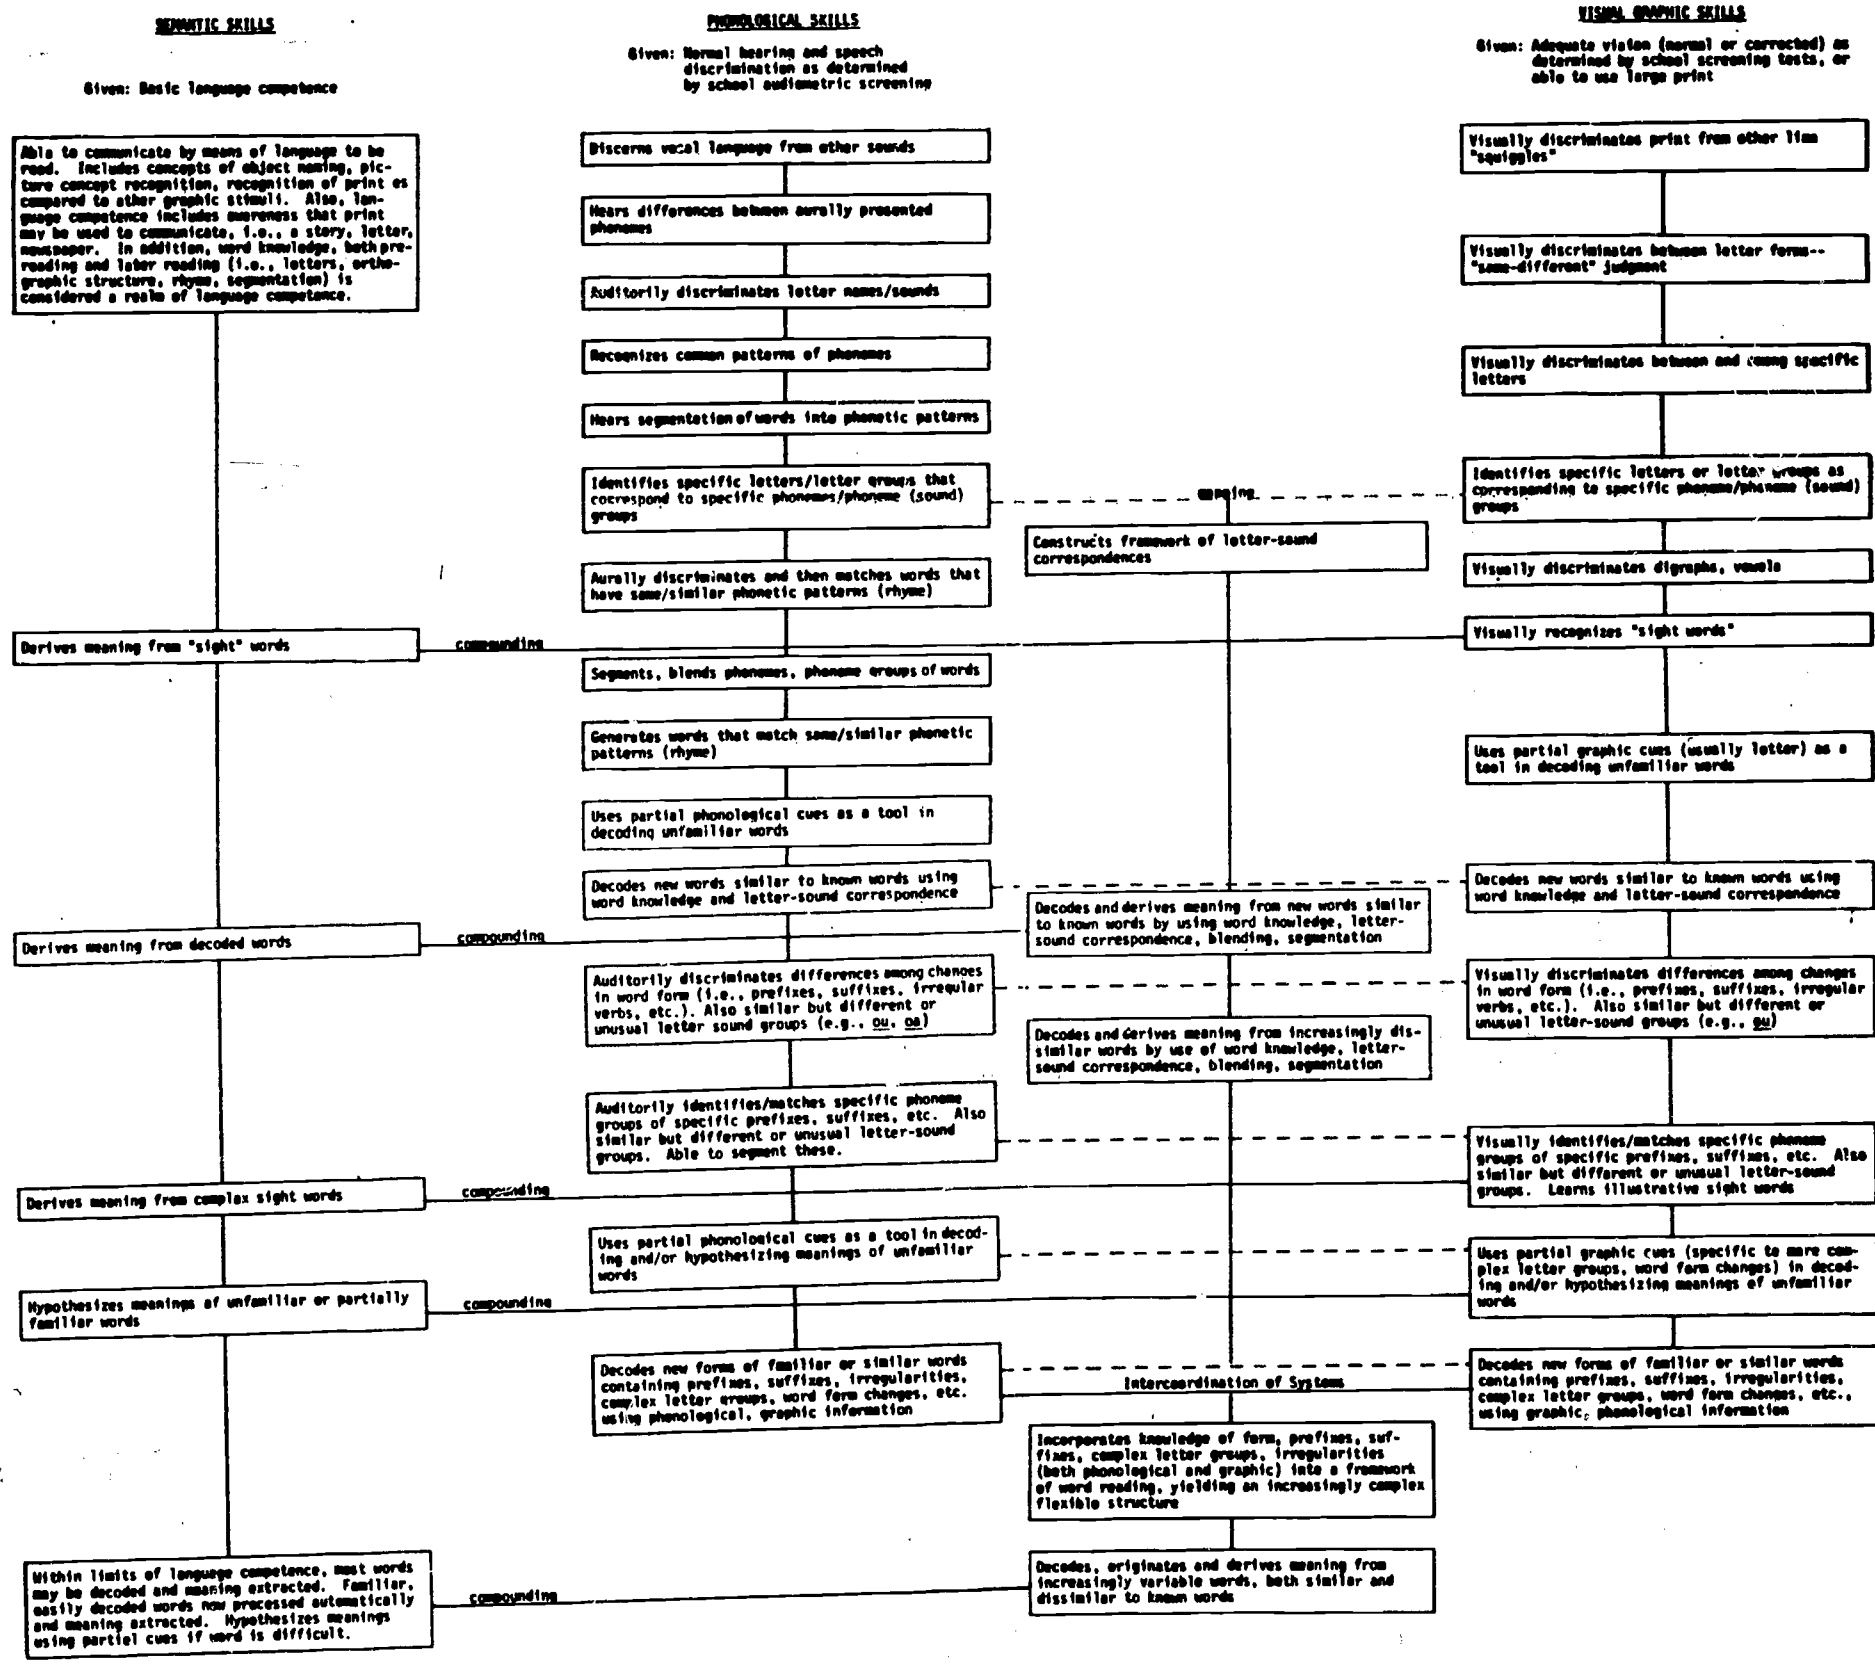 SEMANTIC SKILLS
Given: Basic language competence
Able to communicate by means of language to be
read. Includes concepts of object naming, pic-
ture concept recognition, recognition of print as
compared to other graphic stimuli. Also, lan-
guage competence includes awareness that print
may be used to communicate, i.e., a story, letter,
newspaper. In addition, word knowledge, both pre-
reading and later reading (i.e., letters, ortho-
graphic structure, rhyme, segmentation) is
considered a realm of language competence.
Derives meaning from "sight" words
compounding
Derives meaning from decoded words
compounding
Derives meaning from complex sight words
compounding
Hypothesizes meanings of unfamiliar or partially
familiar words
compounding
Within limits of language competence, most words
may be decoded and meaning extracted. Familiar,
easily decoded words now processed automatically
and meaning extracted. Hypothesizes meanings
using partial cues if word is difficult.
compounding
PHONOLOGICAL SKILLS
Given: Normal hearing and speech
discrimination as determined
by school audiometric screening
Discerns vocal language from other sounds
Hears differences between aurally presented
phonemes
Auditorily discriminates letter names/sounds
Recognizes common patterns of phonemes
Hears segmentation of words into phonetic patterns
Identifies specific letters/letter groups that
correspond to specific phonemes/phoneme (sound)
groups
Aurally discriminates and then matches words that
have same/similar phonetic patterns (rhyme)
Segments, blends phonemes, phoneme groups of words
Generates words that match same/similar phonetic
patterns (rhyme)
Uses partial phonological cues as a tool in
decoding unfamiliar words
Decodes new words similar to known words using
word knowledge and letter-sound correspondence
Auditorily discriminates differences among changes
in word form (i.e., prefixes, suffixes, irregular
verbs, etc.). Also similar but different or
unusual letter sound groups (e.g., ou, oa)
Auditorily identifies/matches specific phoneme
groups of specific prefixes, suffixes, etc. Also
similar but different or unusual letter-sound
groups. Able to segment these.
Uses partial phonological cues as a tool in decod-
ing and/or hypothesizing meanings of unfamiliar
words
Decodes new forms of familiar or similar words
containing prefixes, suffixes, irregularities,
complex letter groups, word form changes, etc.
using phonological, graphic information
mapping
Constructs framework of letter-sound
correspondences
Decodes and derives meaning from new words similar
to known words by using word knowledge, letter-
sound correspondence, blending, segmentation
Decodes and derives meaning from increasingly dis-
similar words by use of word knowledge, letter-
sound correspondence, blending, segmentation
Intercoordination of Systems
Incorporates knowledge of form, prefixes, suf-
fixes, complex letter groups, irregularities
(both phonological and graphic) into a framework
of word reading, yielding an increasingly complex
flexible structure
Decodes, originates and derives meaning from
increasingly variable words, both similar and
dissimilar to known words
VISUAL GRAPHIC SKILLS
Given: Adequate vision (normal or corrected) as
determined by school screening tests, or
able to use large print
Visually discriminates print from other line
"squiggles"
Visually discriminates between letter forms--
"same-different" judgment
Visually discriminates between and among specific
letters
Identifies specific letters or letter groups as
corresponding to specific phoneme/phoneme (sound)
groups
Visually discriminates digraphs, vowels
Visually recognizes "sight words"
Uses partial graphic cues (usually letter) as a
tool in decoding unfamiliar words
Decodes new words similar to known words using
word knowledge and letter-sound correspondence
Visually discriminates differences among changes
in word form (i.e., prefixes, suffixes, irregular
verbs, etc.). Also similar but different or
unusual letter-sound groups (e.g., ou)
Visually identifies/matches specific phoneme
groups of specific prefixes, suffixes, etc. Also
similar but different or unusual letter-sound
groups. Learns illustrative sight words
Uses partial graphic cues (specific to more com-
plex letter groups, word form changes) in decod-
ing and/or hypothesizing meanings of unfamiliar
words
Decodes new forms of familiar or similar words
containing prefixes, suffixes, irregularities,
complex letter groups, word form changes, etc.,
using graphic, phonological information